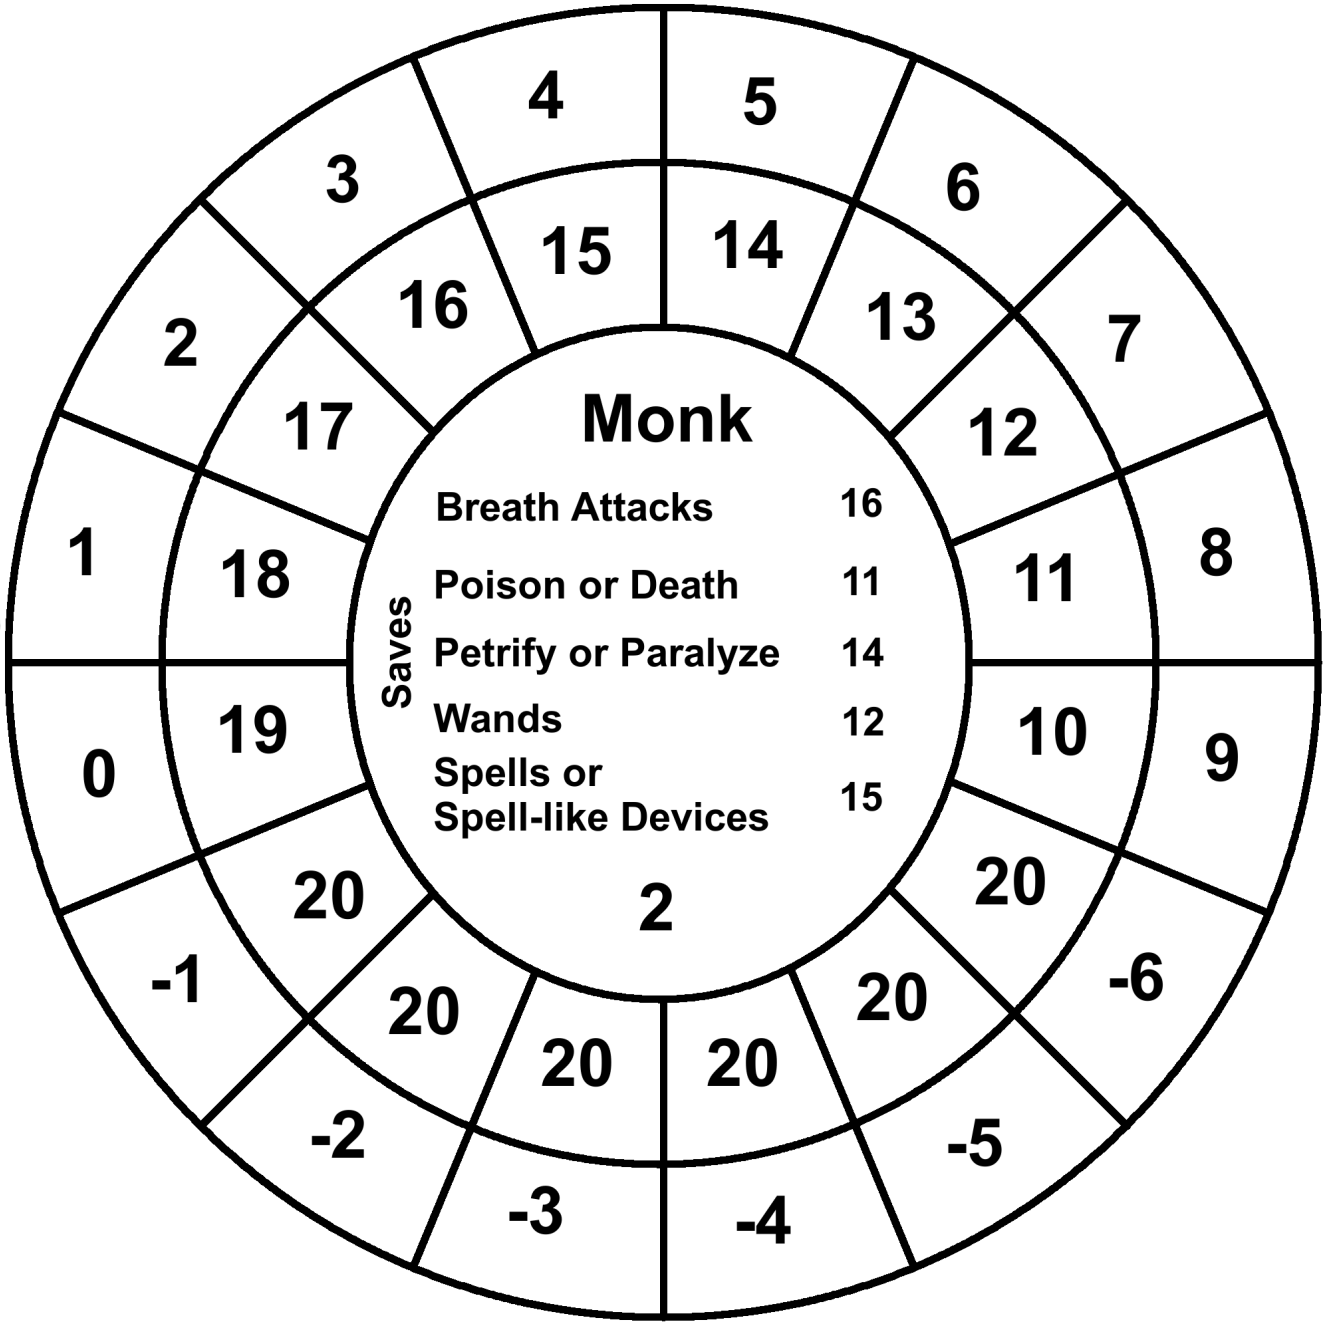 4 5
3 6
2 7
1 8
0 9
-1 -6
-2 -5
-3 -4
15 14
16 13
17 12
18 11
19 10
20 20
20 20
20 20
Monk
Saves
Breath Attacks 16
Poison or Death 11
Petrify or Paralyze 14
Wands 12
Spells or
Spell-like Devices 15
2